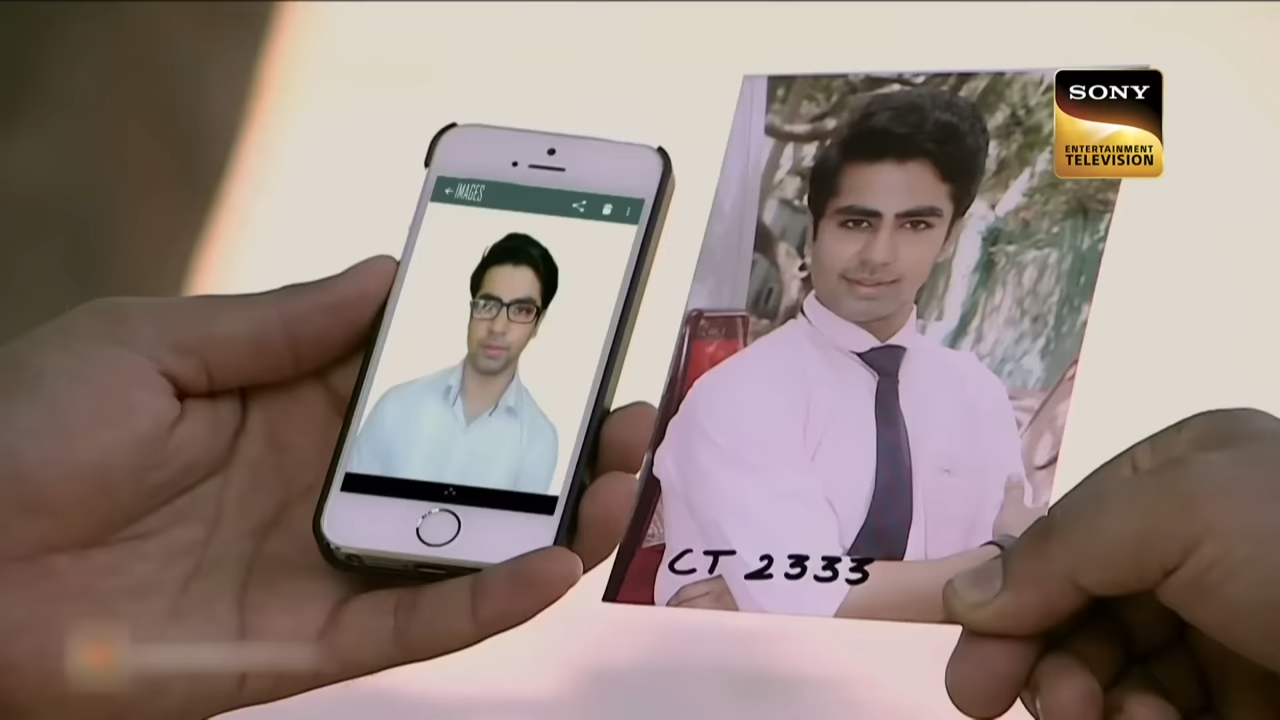 ← IMAGES
SONY
ENTERTAINMENT
TELEVISION
CT 2333